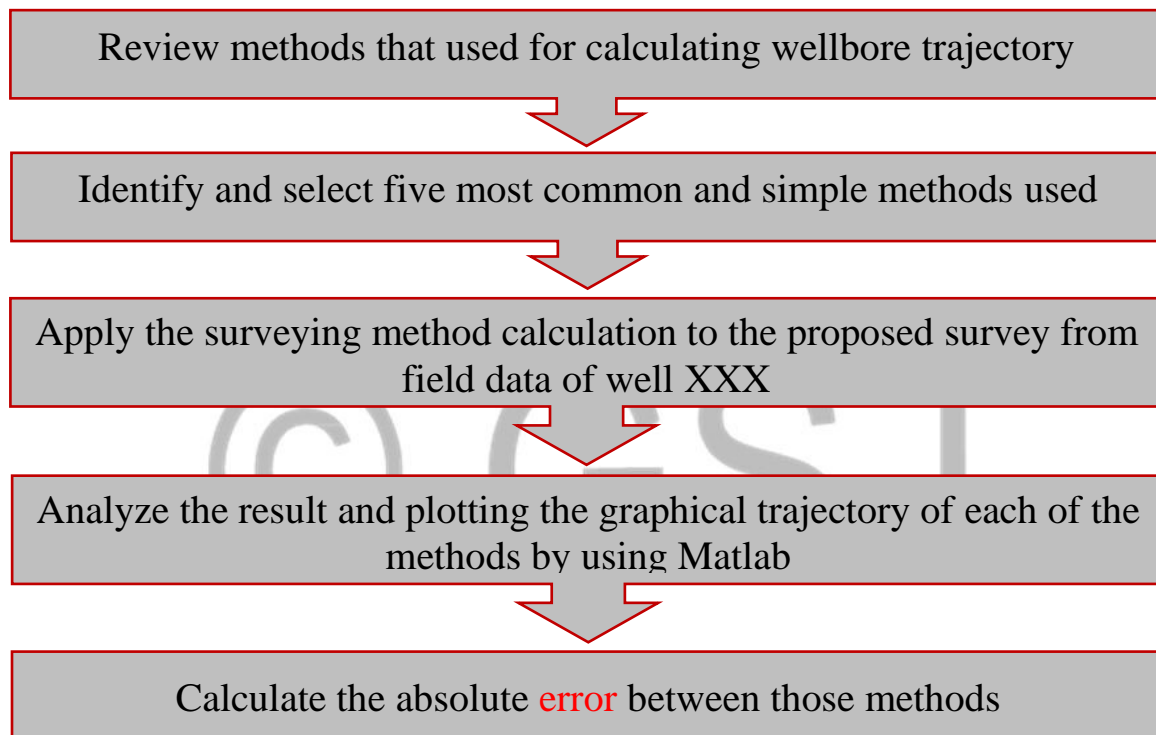 Review methods that used for calculating wellbore trajectory
Identify and select five most common and simple methods used
Apply the surveying method calculation to the proposed survey from
field data of well XXX
© GSJ
Analyze the result and plotting the graphical trajectory of each of the
methods by using Matlab
Calculate the absolute error between those methods